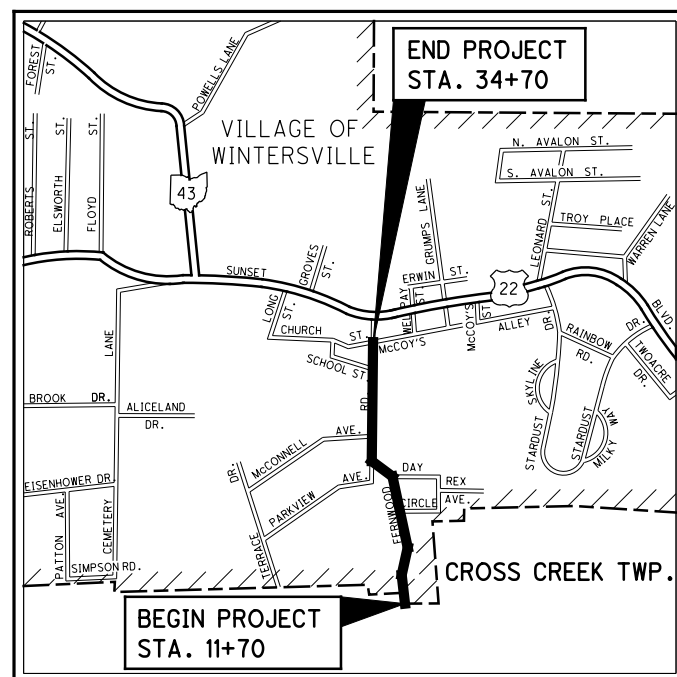 END PROJECT
STA. 34+70
FOREST
ST.
POWELLS LANE
VILLAGE OF
WINTERSVILLE
43
ROBERTS ST.
ELSWORTH ST.
FLOYD ST.
N. AVALON ST.
S. AVALON ST.
LEONARD ST.
TROY PLACE
WARREN LANE
GRUMPS LANE
GROVES
ST.
SUNSET
ERWIN ST.
22
BLVD.
LONG
ST.
CHURCH ST.
SCHOOL ST.
McCOY'S
McCOY'S
ST.
ALLEY
DR.
RAINBOW
RD.
DR.
TWOACRE
DR.
SKYLINE
STARDUST
STARDUST
MILKY
WAY
LANE
BROOK DR.
ALICELAND
DR.
RD.
McCONNELL AVE.
PARKVIEW AVE.
DR.
TERRACE
EISENHOWER DR.
PATTON AVE.
CEMETERY
SIMPSON RD.
DAY
CIRCLE
REX
AVE.
FERNWOOD
CROSS CREEK TWP.
BEGIN PROJECT
STA. 11+70